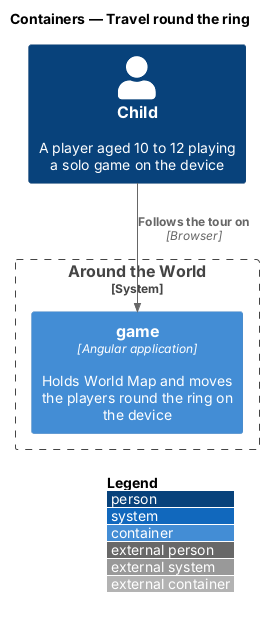 Containers — Travel round the ring
Child
A player aged 10 to 12 playing
a solo game on the device
Follows the tour on
[Browser]
Around the World
[System]
game
[Angular application]
Holds World Map and moves
the players round the ring on
the device
Legend
person
system
container
external person
external system
external container